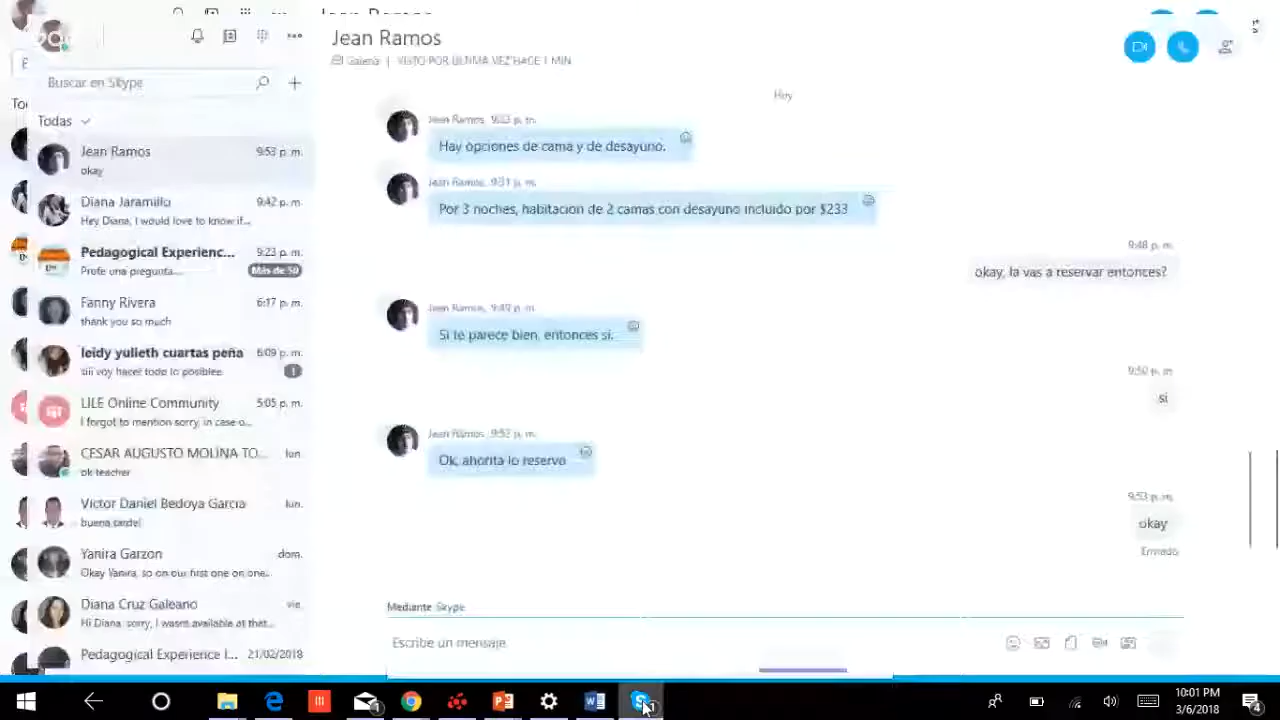 Jean Ramos
Galería | VISTO POR ÚLTIMA VEZ HACE 1 MIN
Buscar en Skype
Todas
Jean Ramos 9:53 p. m.
okay
Diana Jaramillo 9:42 p. m.
Hey Diana, I would love to know if...
Pedagogical Experienc... 9:23 p. m.
Profe una pregunta... Más de 50
Fanny Rivera 6:17 p. m.
thank you so much
leidy yulieth cuartas peña 6:09 p. m.
siii voy hacer todo lo posiblee 1
LILE Online Community 5:05 p. m.
I forgot to mention sorry, in case o...
CESAR AUGUSTO MOLINA TO... lun.
ok teacher
Victor Daniel Bedoya Garcia lun.
buena tarde!
Yanira Garzon dom.
Okay Yanira, so on our first one on one...
Diana Cruz Galeano vie.
Hi Diana! sorry, I wasnt available at that...
Pedagogical Experience I... 21/02/2018
Hoy
Jean Ramos,
Hay opciones de cama y de desayuno.
Jean Ramos, 9:31 p. m.
Por 3 noches, habitacion de 2 camas con desayuno incluido por $233
9:48 p. m.
okay, la vas a reservar entonces?
Jean Ramos, 9:49 p. m.
Si te parece bien, entonces si.
9:50 p. m.
si
Jean Ramos, 9:52 p. m.
Ok, ahorita lo reservo
9:53 p. m.
okay
Enviado
Mediante Skype
Escribe un mensaje
10:01 PM
3/6/2018